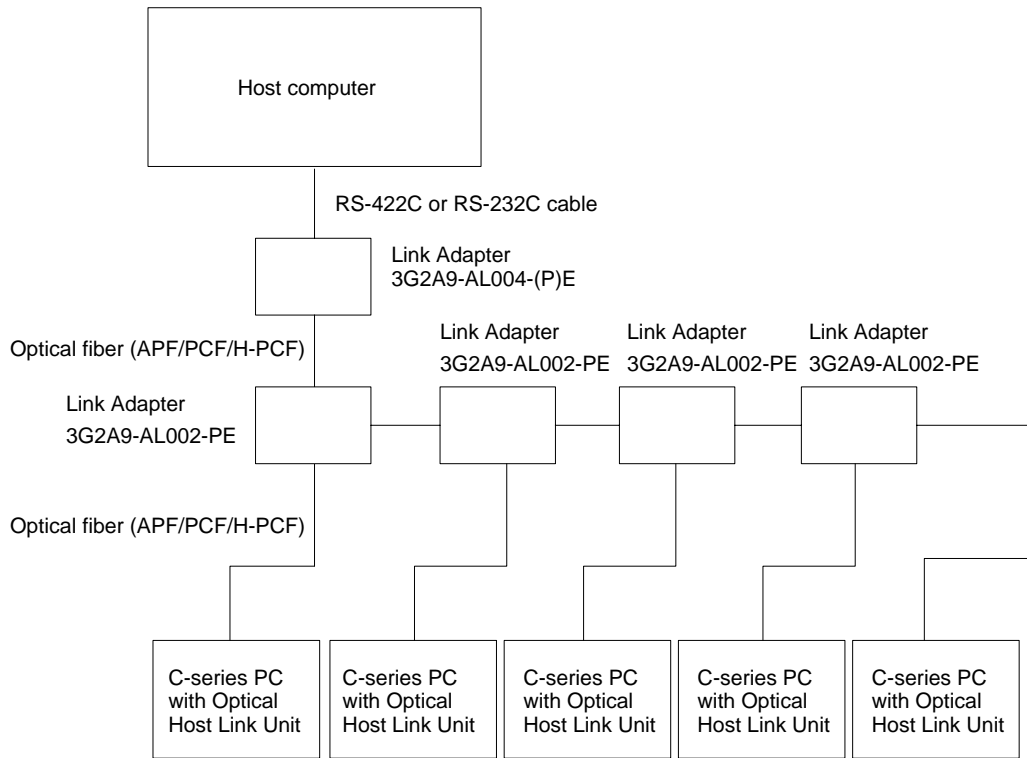 Host computer
RS-422C or RS-232C cable
Link Adapter
3G2A9-AL004-(P)E
Optical fiber (APF/PCF/H-PCF)
Link Adapter
3G2A9-AL002-PE
Link Adapter
3G2A9-AL002-PE
Link Adapter
3G2A9-AL002-PE
Link Adapter
3G2A9-AL002-PE
Optical fiber (APF/PCF/H-PCF)
C-series PC
with Optical
Host Link Unit
C-series PC
with Optical
Host Link Unit
C-series PC
with Optical
Host Link Unit
C-series PC
with Optical
Host Link Unit
C-series PC
with Optical
Host Link Unit